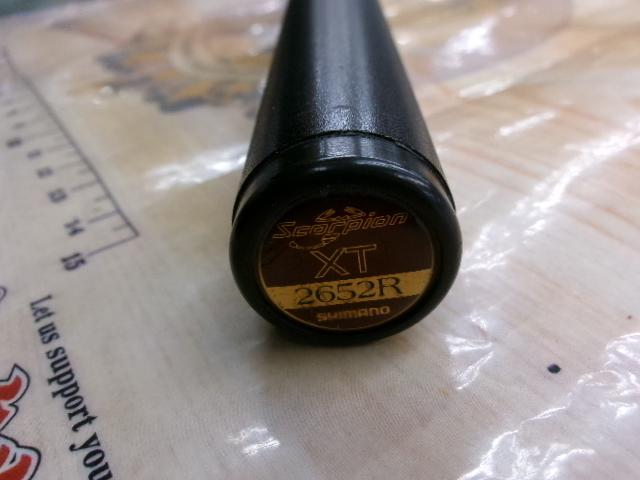 Scorpion
XT
2652R
SHIMANO
13
14
15
Let us support you